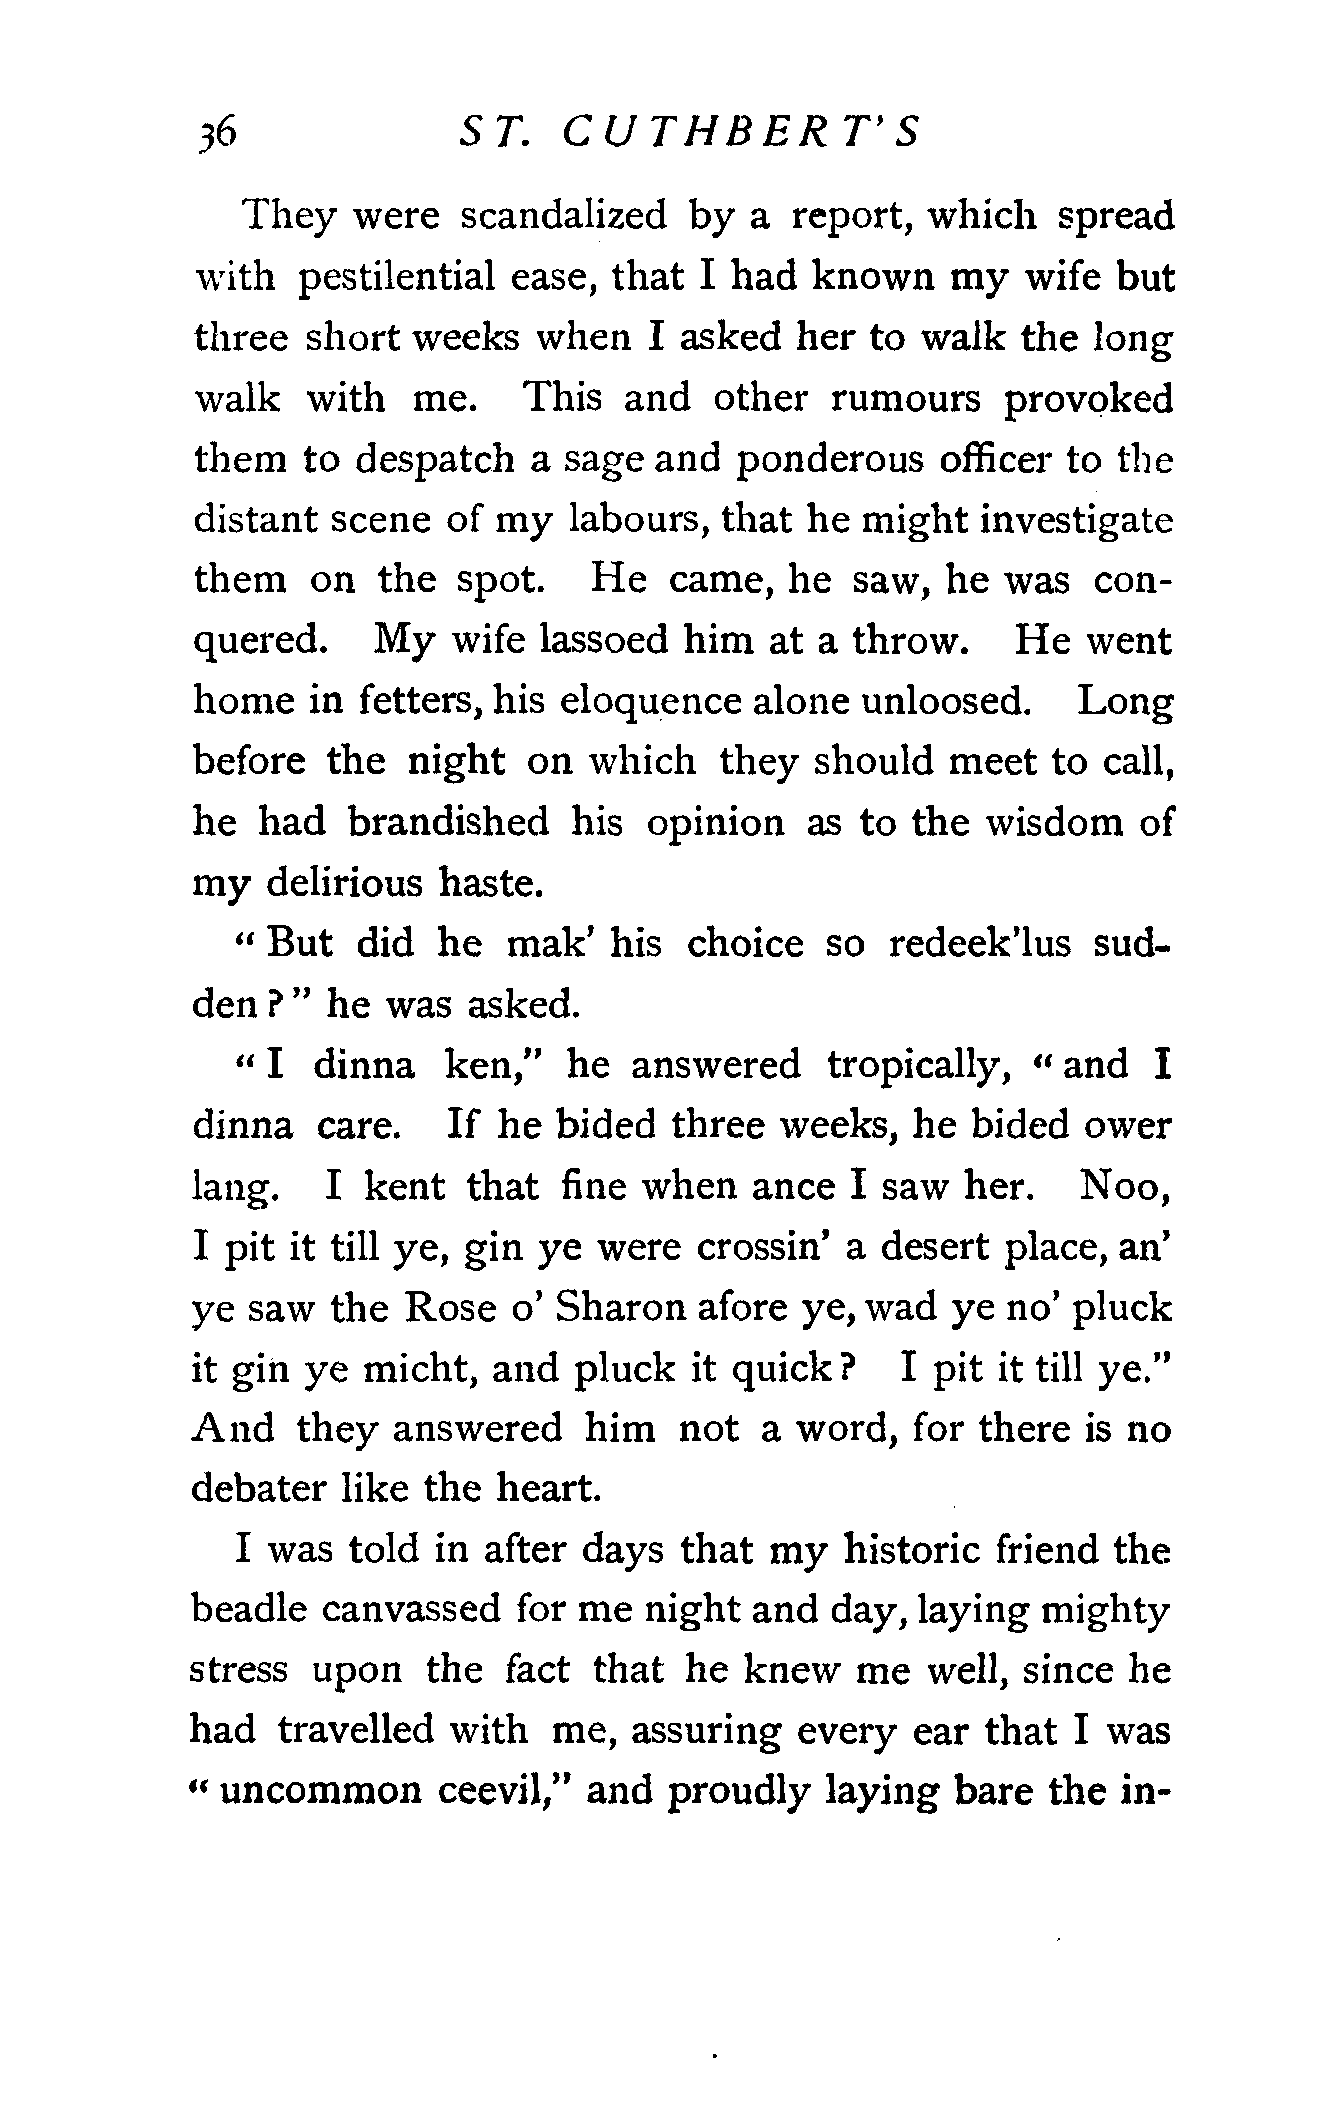 36 ST. CUTHBERT'S
They were scandalized by a report, which spread
with pestilential ease, that I had known my wife but
three short weeks when I asked her to walk the long
walk with me. This and other rumours provoked
them to despatch a sage and ponderous officer to the
distant scene of my labours, that he might investigate
them on the spot. He came, he saw, he was con-
quered. My wife lassoed him at a throw. He went
home in fetters, his eloquence alone unloosed. Long
before the night on which they should meet to call,
he had brandished his opinion as to the wisdom of
my delirious haste.
"But did he mak' his choice so redeek'lus sud-
den?" he was asked.
"I dinna ken," he answered tropically, "and I
dinna care. If he bided three weeks, he bided ower
lang. I kent that fine when ance I saw her. Noo,
I pit it till ye, gin ye were crossin' a desert place, an'
ye saw the Rose o' Sharon afore ye, wad ye no' pluck
it gin ye micht, and pluck it quick? I pit it till ye."
And they answered him not a word, for there is no
debater like the heart.
I was told in after days that my historic friend the
beadle canvassed for me night and day, laying mighty
stress upon the fact that he knew me well, since he
had travelled with me, assuring every ear that I was
"uncommon ceevil," and proudly laying bare the in-